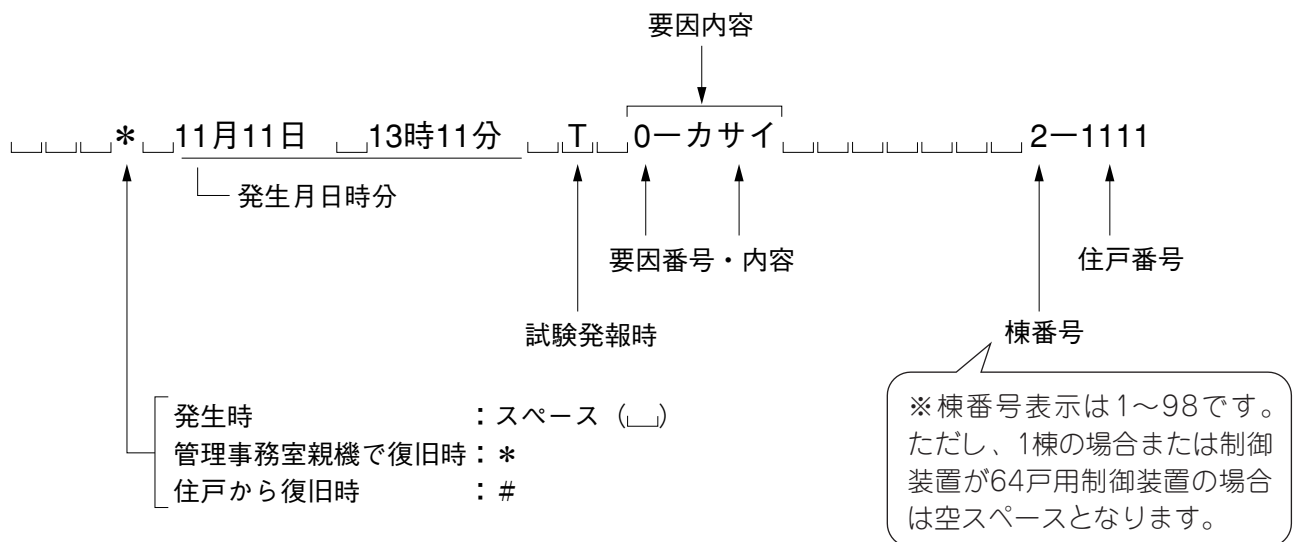 要因内容
␣␣␣*␣11月11日 ␣13時11分 ␣T␣0ーカサイ␣␣␣␣␣␣␣2ー1111
発生月日時分
要因番号・内容
住戸番号
試験発報時
棟番号
発生時 :スペース(␣)
管理事務室親機で復旧時:*
住戸から復旧時 :#
※棟番号表示は1〜98です。
ただし、1棟の場合または制御
装置が64戸用制御装置の場合
は空スペースとなります。